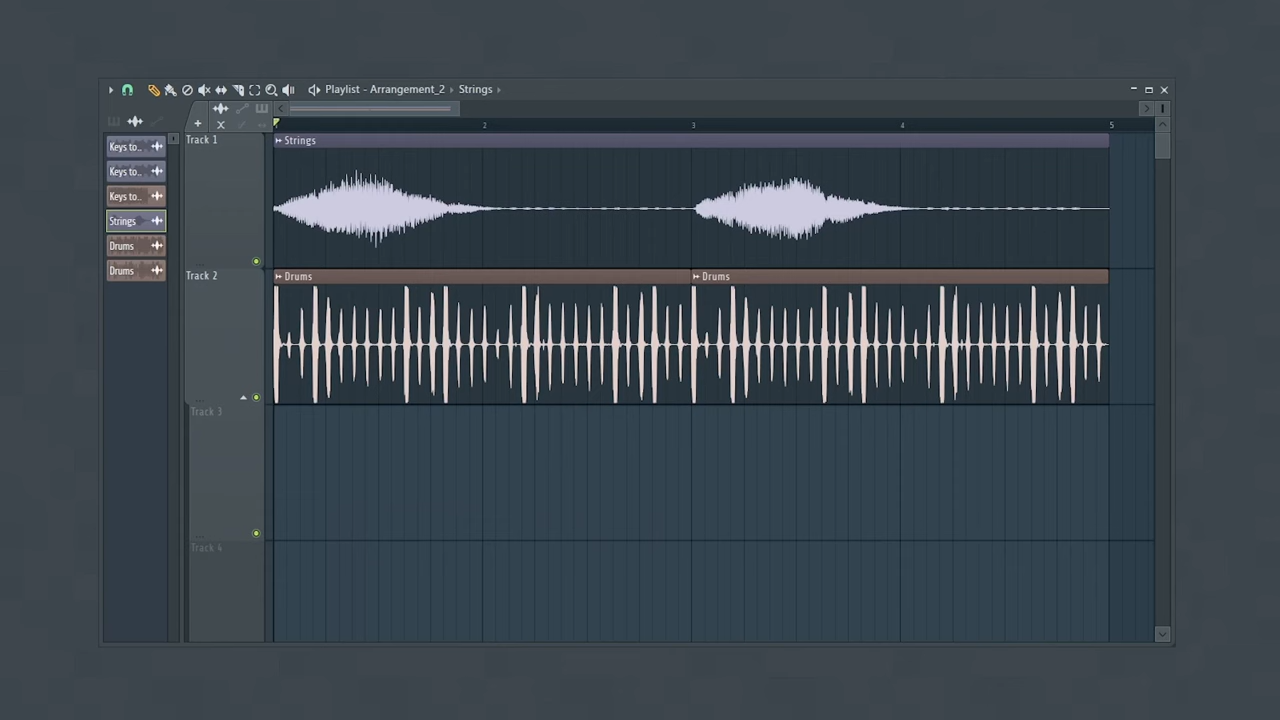 Playlist - Arrangement_2 › Strings ›
2 3 4 5
Keys to..
Keys to..
Keys to..
Strings
Drums
Drums
Track 1
Strings
Track 2
Drums
Drums
Track 3
Track 4